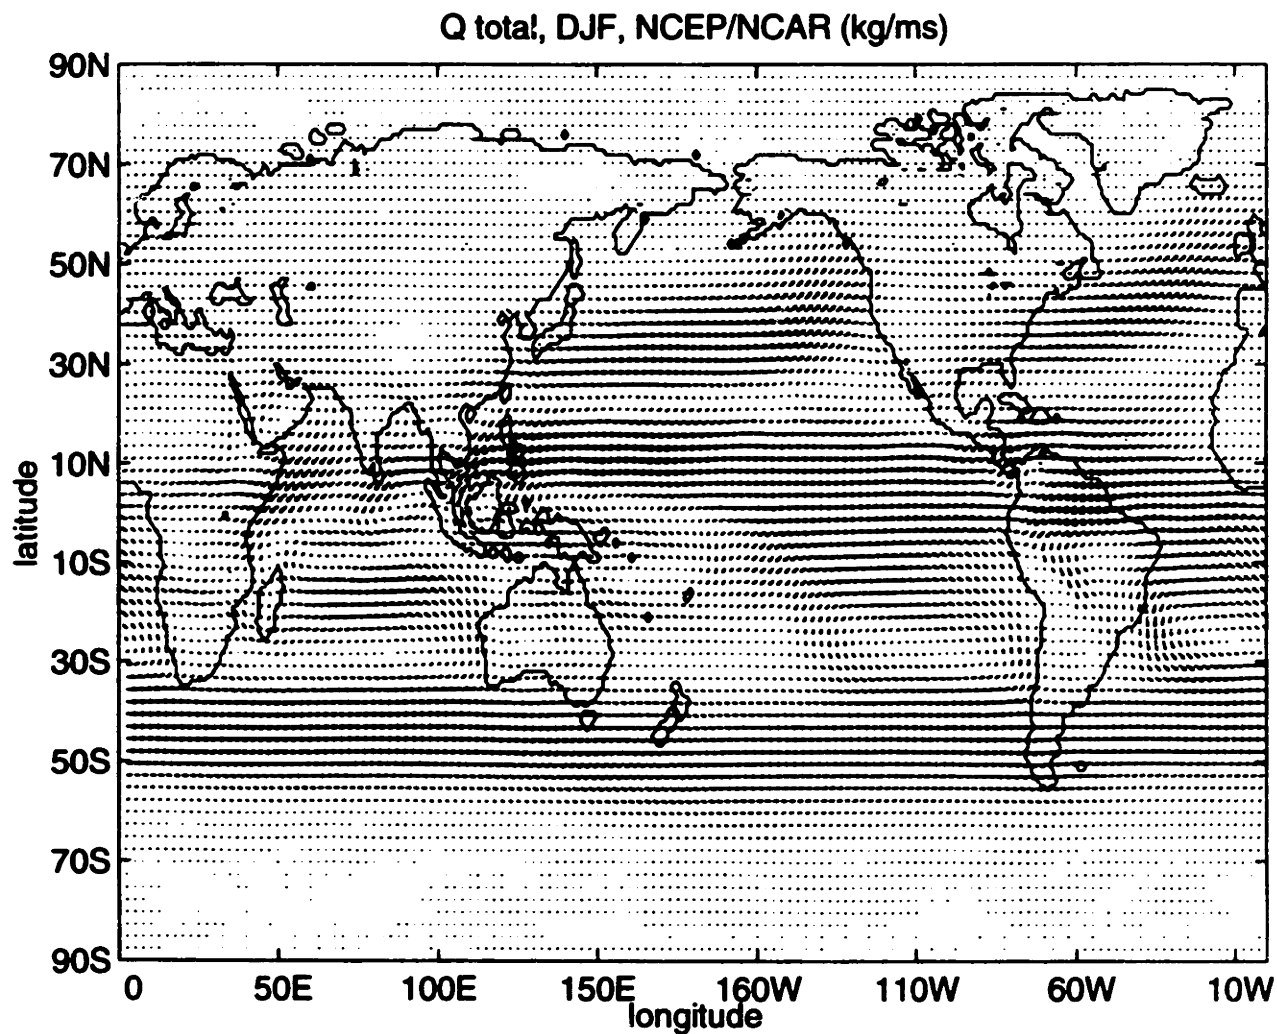 Q total, DJF, NCEP/NCAR (kg/ms)
90N
70N
50N
30N
10N
10S
30S
50S
70S
90S
latitude
0 50E 100E 150E 160W 110W 60W 10W
longitude